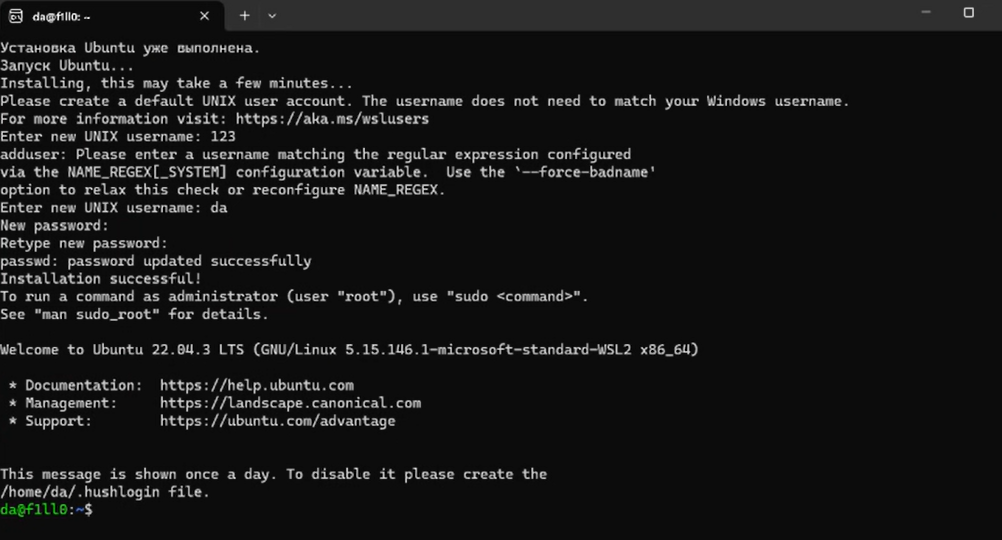 da@f1ll0: ~
Установка Ubuntu уже выполнена.
Запуск Ubuntu...
Installing, this may take a few minutes...
Please create a default UNIX user account. The username does not need to match your Windows username.
For more information visit: https://aka.ms/wslusers
Enter new UNIX username: 123
adduser: Please enter a username matching the regular expression configured
via the NAME_REGEX[_SYSTEM] configuration variable.  Use the `--force-badname'
option to relax this check or reconfigure NAME_REGEX.
Enter new UNIX username: da
New password:
Retype new password:
passwd: password updated successfully
Installation successful!
To run a command as administrator (user "root"), use "sudo <command>".
See "man sudo_root" for details.
Welcome to Ubuntu 22.04.3 LTS (GNU/Linux 5.15.146.1-microsoft-standard-WSL2 x86_64)
 * Documentation:  https://help.ubuntu.com
 * Management:     https://landscape.canonical.com
 * Support:        https://ubuntu.com/advantage
This message is shown once a day. To disable it please create the
/home/da/.hushlogin file.
da@f1ll0:~$